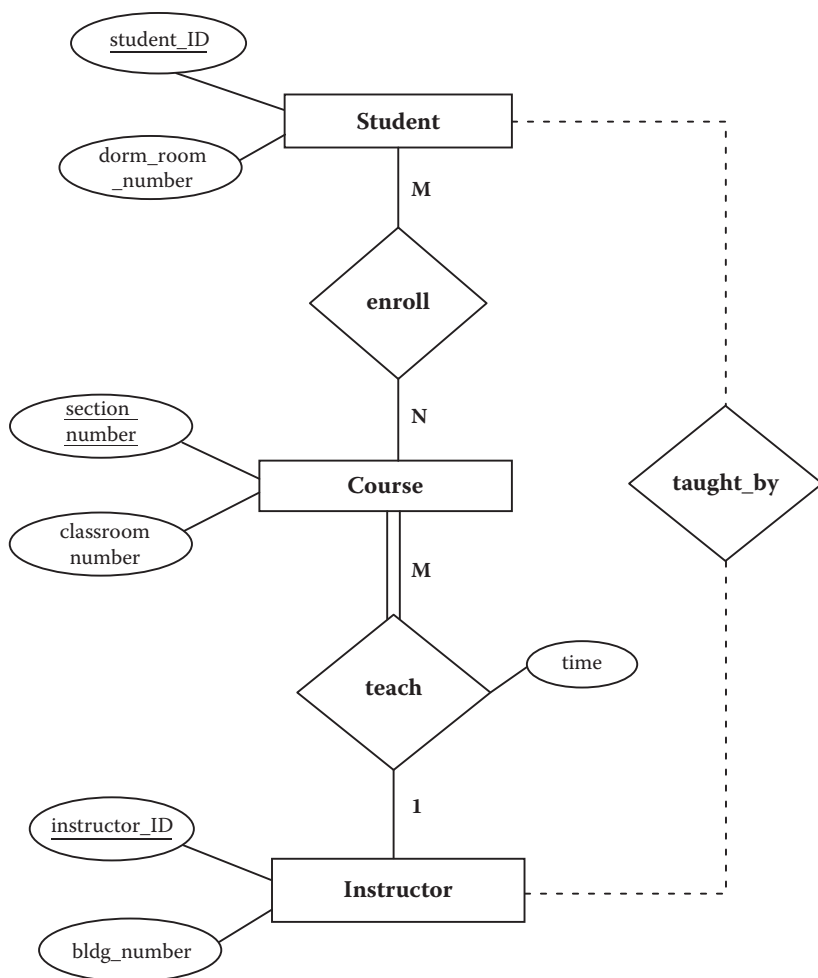 student_ID
Student
dorm_room
_number
M
enroll
N
section
number
Course
taught_by
classroom
number
M
time
teach
1
instructor_ID
Instructor
bldg_number